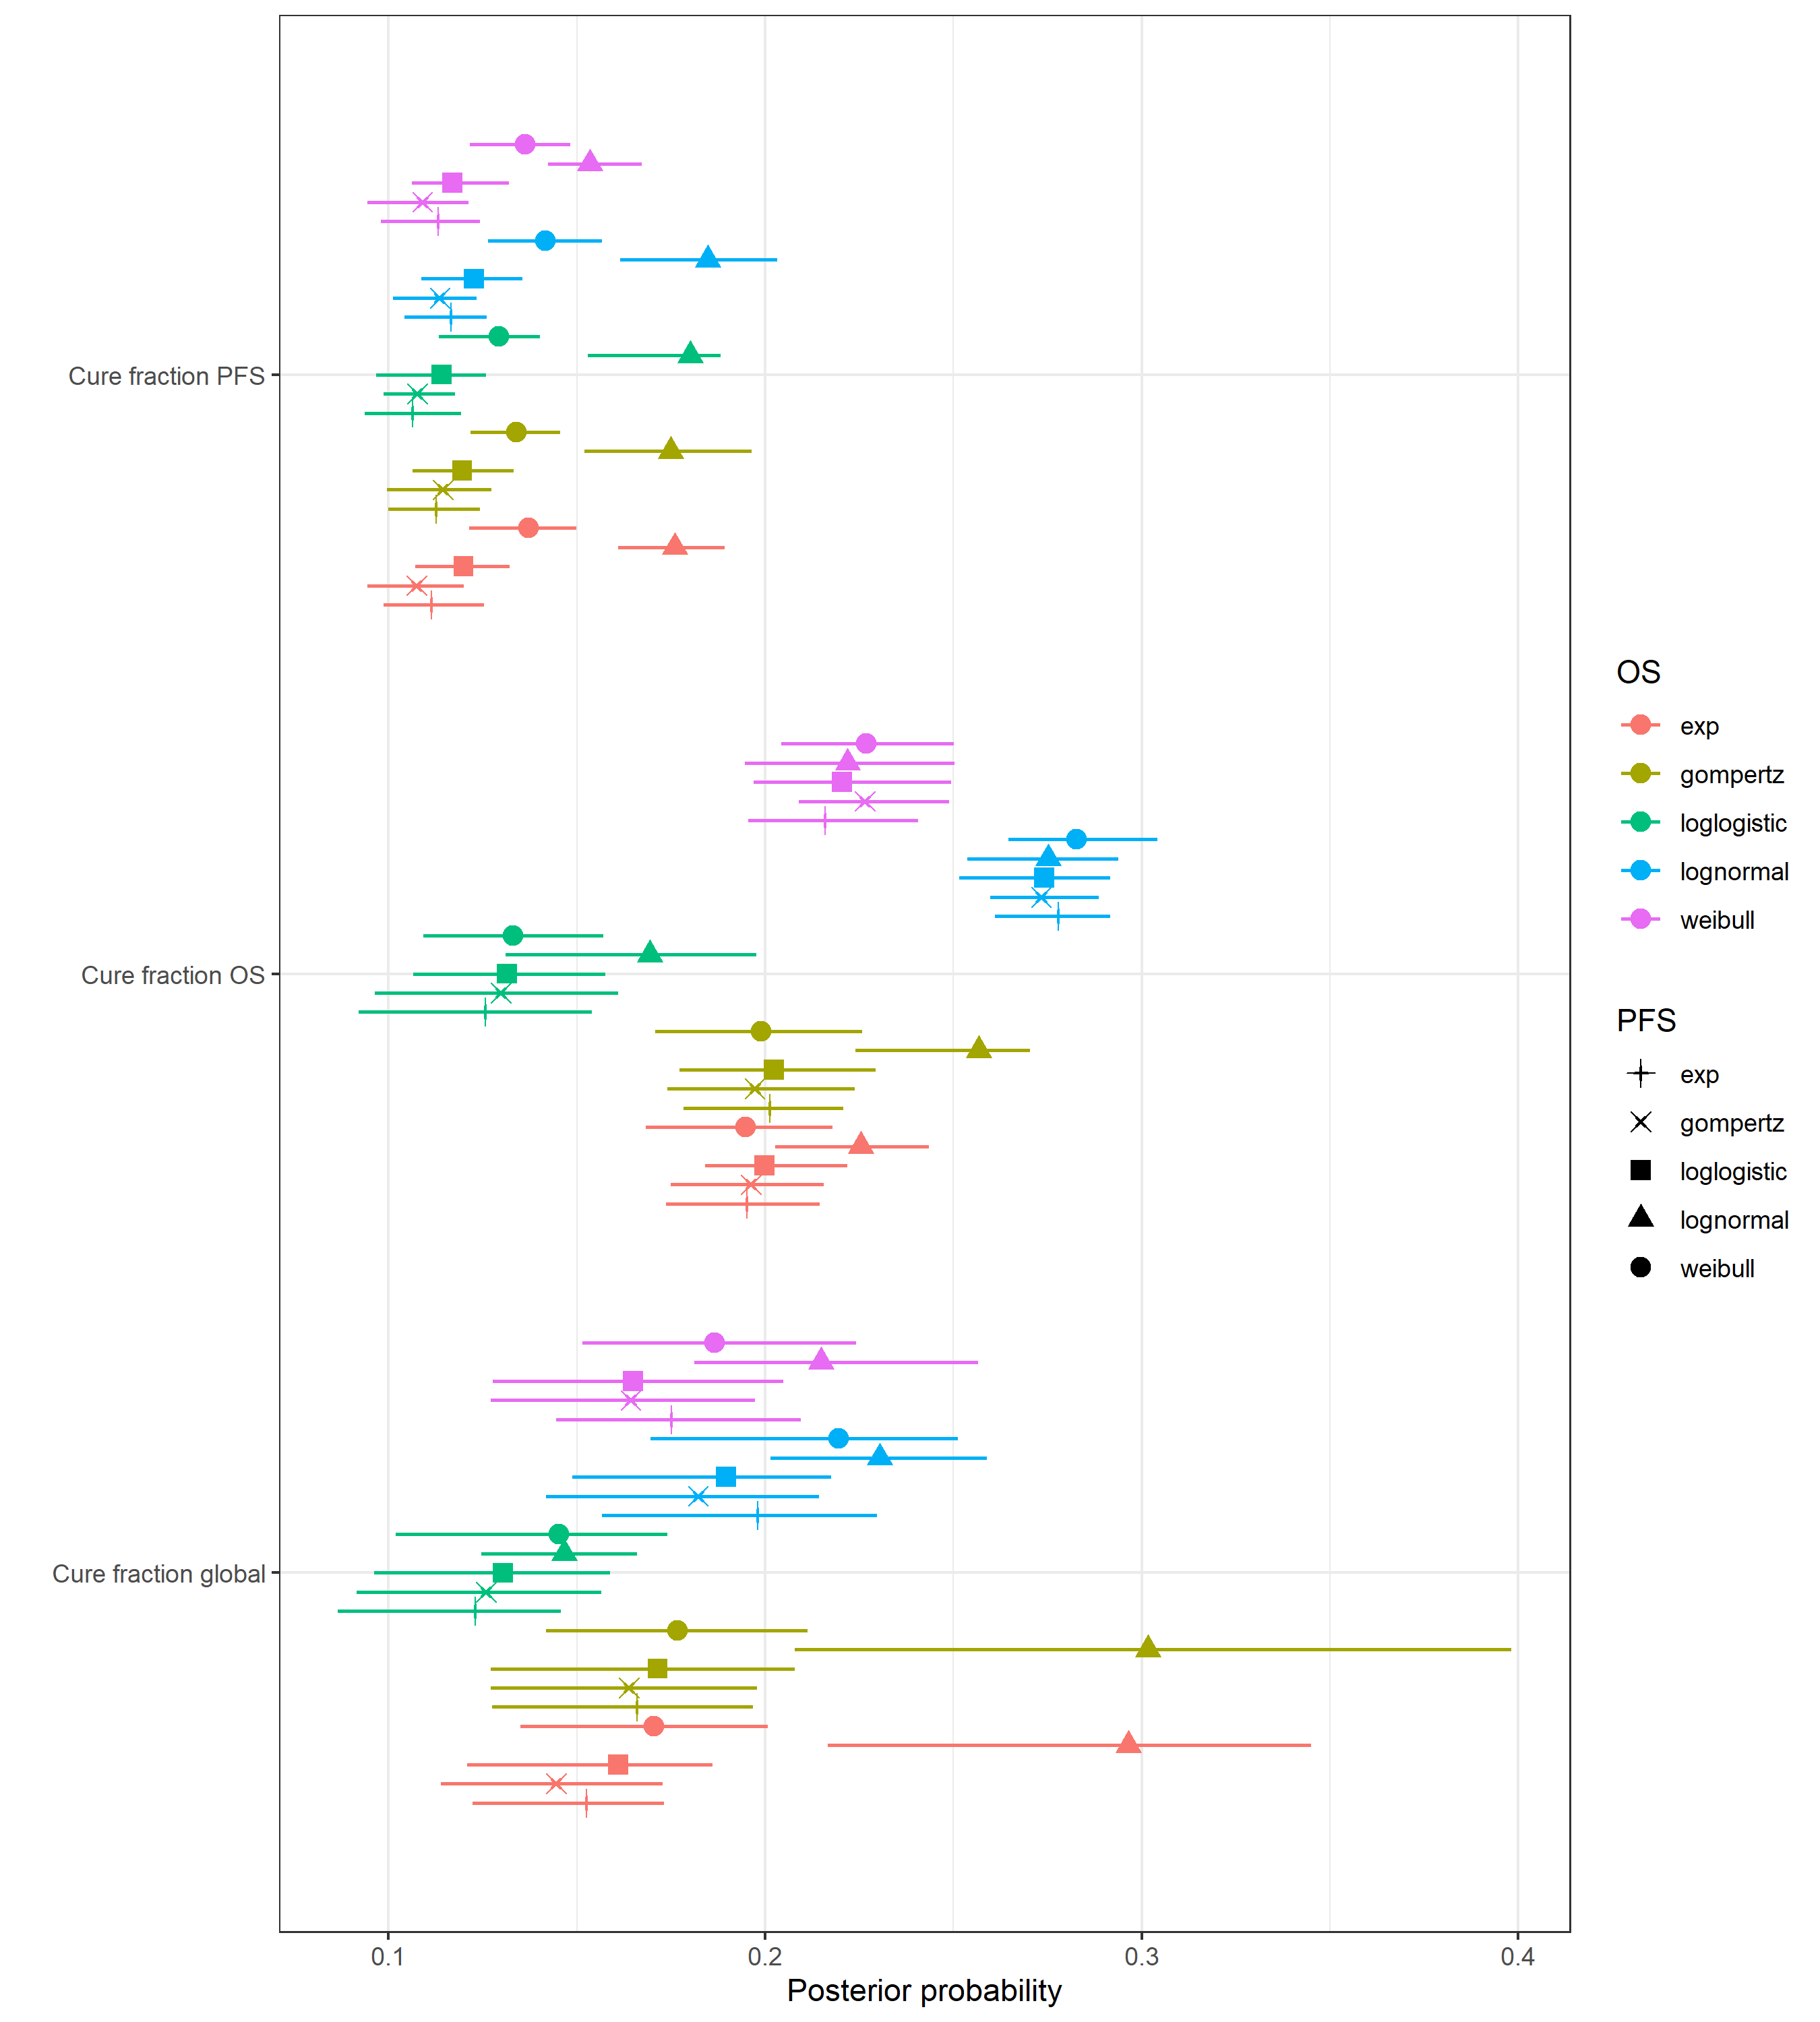 Cure fraction PFS
Cure fraction OS
Cure fraction global
0.1
0.2
0.3
0.4
Posterior probability
OS
exp
gompertz
loglogistic
lognormal
weibull
PFS
exp
gompertz
loglogistic
lognormal
weibull